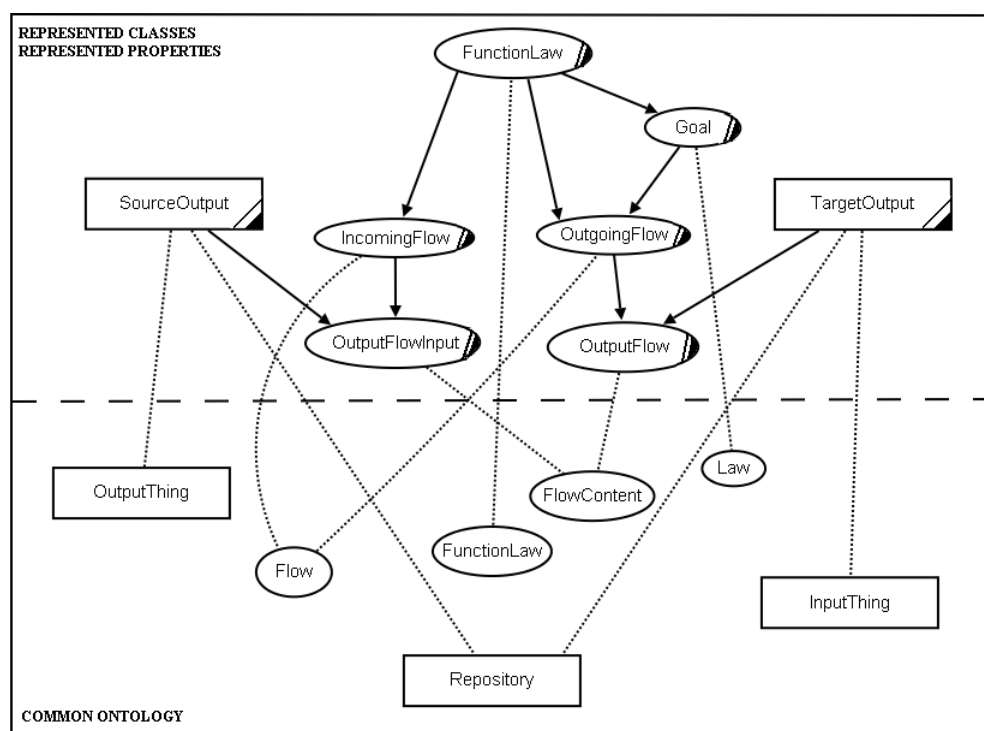 REPRESENTED CLASSES
REPRESENTED PROPERTIES
FunctionLaw
Goal
SourceOutput
TargetOutput
IncomingFlow
OutgoingFlow
OutputFlowInput
OutputFlow
Law
OutputThing
FlowContent
FunctionLaw
Flow
InputThing
Repository
COMMON ONTOLOGY